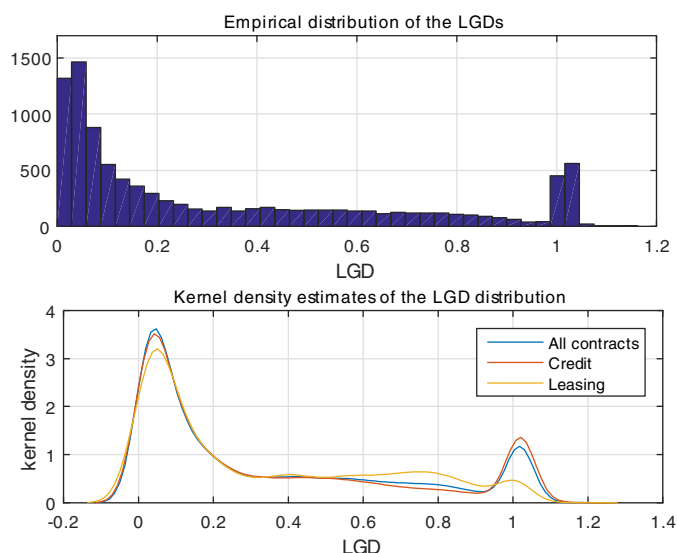 Empirical distribution of the LGDs
1500
1000
500
0
0 0.2 0.4 0.6 0.8 1 1.2
LGD
Kernel density estimates of the LGD distribution
kernel density
4
3
2
1
0
All contracts
Credit
Leasing
-0.2 0 0.2 0.4 0.6 0.8 1 1.2 1.4
LGD